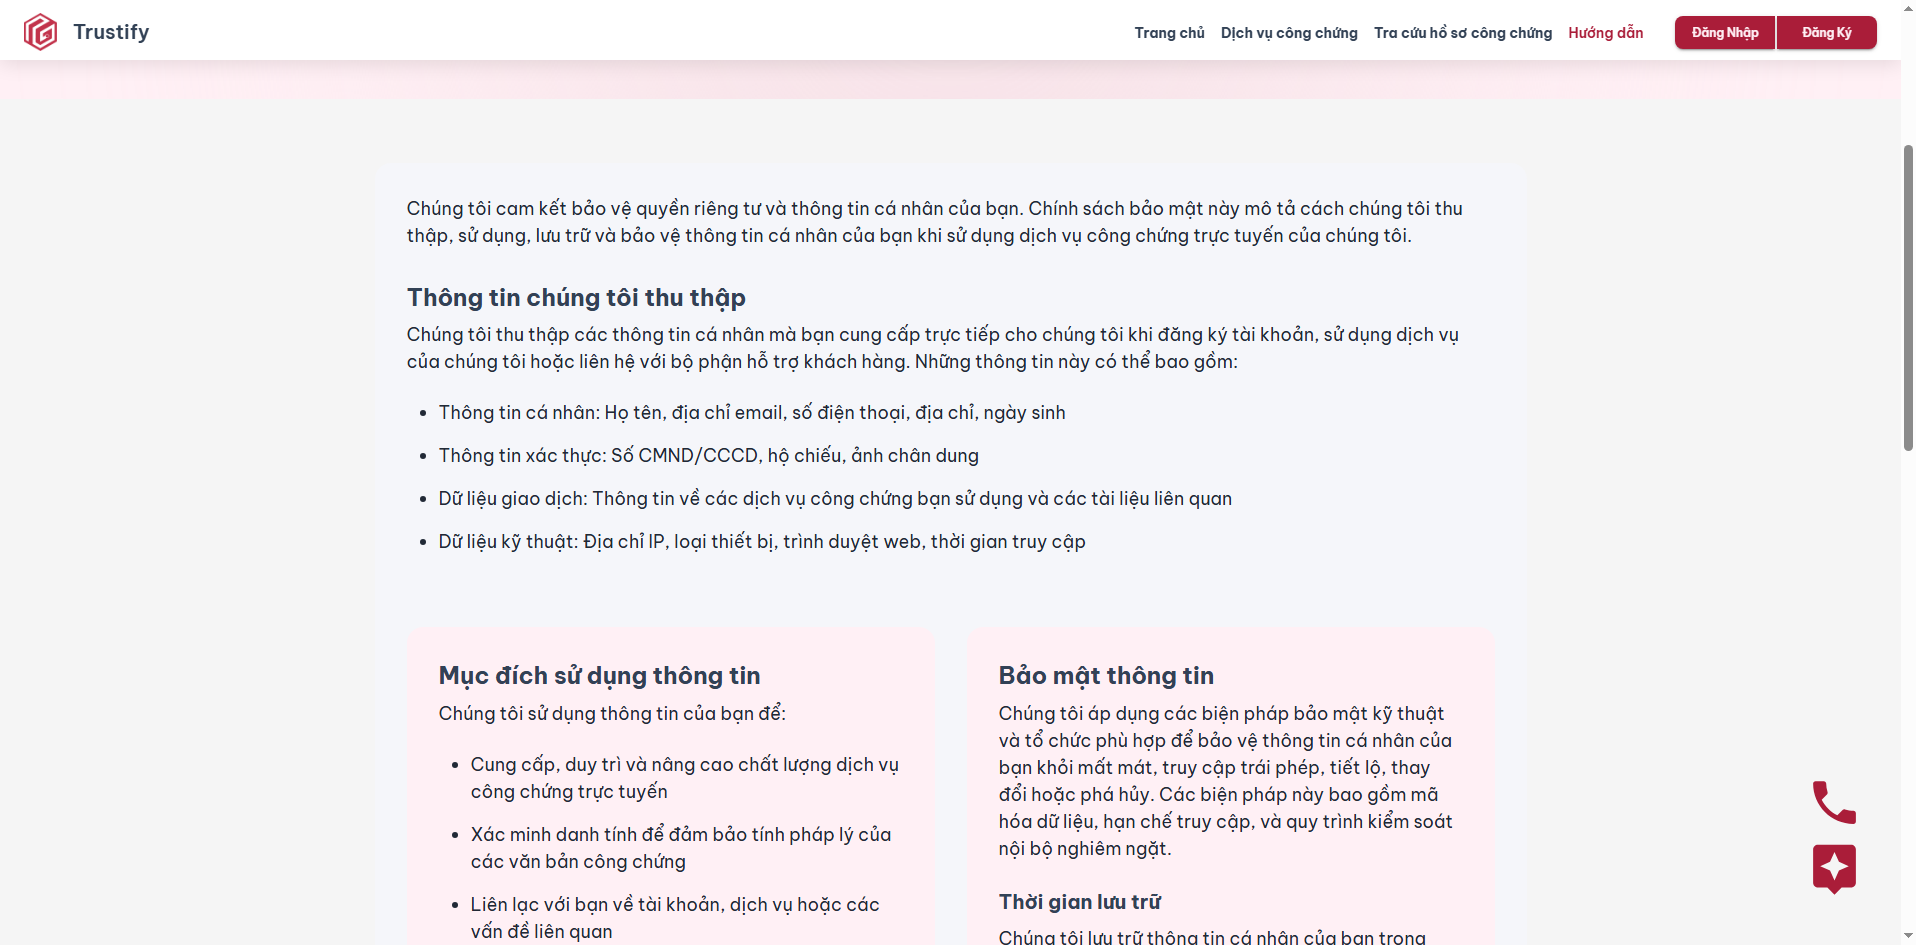 Trustify
Trang chủ
Dịch vụ công chứng
Tra cứu hồ sơ công chứng
Hướng dẫn
Đăng Nhập
Đăng Ký
Chúng tôi cam kết bảo vệ quyền riêng tư và thông tin cá nhân của bạn. Chính sách bảo mật này mô tả cách chúng tôi thu
thập, sử dụng, lưu trữ và bảo vệ thông tin cá nhân của bạn khi sử dụng dịch vụ công chứng trực tuyến của chúng tôi.
Thông tin chúng tôi thu thập
Chúng tôi thu thập các thông tin cá nhân mà bạn cung cấp trực tiếp cho chúng tôi khi đăng ký tài khoản, sử dụng dịch vụ
của chúng tôi hoặc liên hệ với bộ phận hỗ trợ khách hàng. Những thông tin này có thể bao gồm:
• Thông tin cá nhân: Họ tên, địa chỉ email, số điện thoại, địa chỉ, ngày sinh
• Thông tin xác thực: Số CMND/CCCD, hộ chiếu, ảnh chân dung
• Dữ liệu giao dịch: Thông tin về các dịch vụ công chứng bạn sử dụng và các tài liệu liên quan
• Dữ liệu kỹ thuật: Địa chỉ IP, loại thiết bị, trình duyệt web, thời gian truy cập
Mục đích sử dụng thông tin
Chúng tôi sử dụng thông tin của bạn để:
• Cung cấp, duy trì và nâng cao chất lượng dịch vụ
công chứng trực tuyến
• Xác minh danh tính để đảm bảo tính pháp lý của
các văn bản công chứng
• Liên lạc với bạn về tài khoản, dịch vụ hoặc các
vấn đề liên quan
Bảo mật thông tin
Chúng tôi áp dụng các biện pháp bảo mật kỹ thuật
và tổ chức phù hợp để bảo vệ thông tin cá nhân của
bạn khỏi mất mát, truy cập trái phép, tiết lộ, thay
đổi hoặc phá hủy. Các biện pháp này bao gồm mã
hóa dữ liệu, hạn chế truy cập, và quy trình kiểm soát
nội bộ nghiêm ngặt.
Thời gian lưu trữ
Chúng tôi lưu trữ thông tin cá nhân của bạn trong